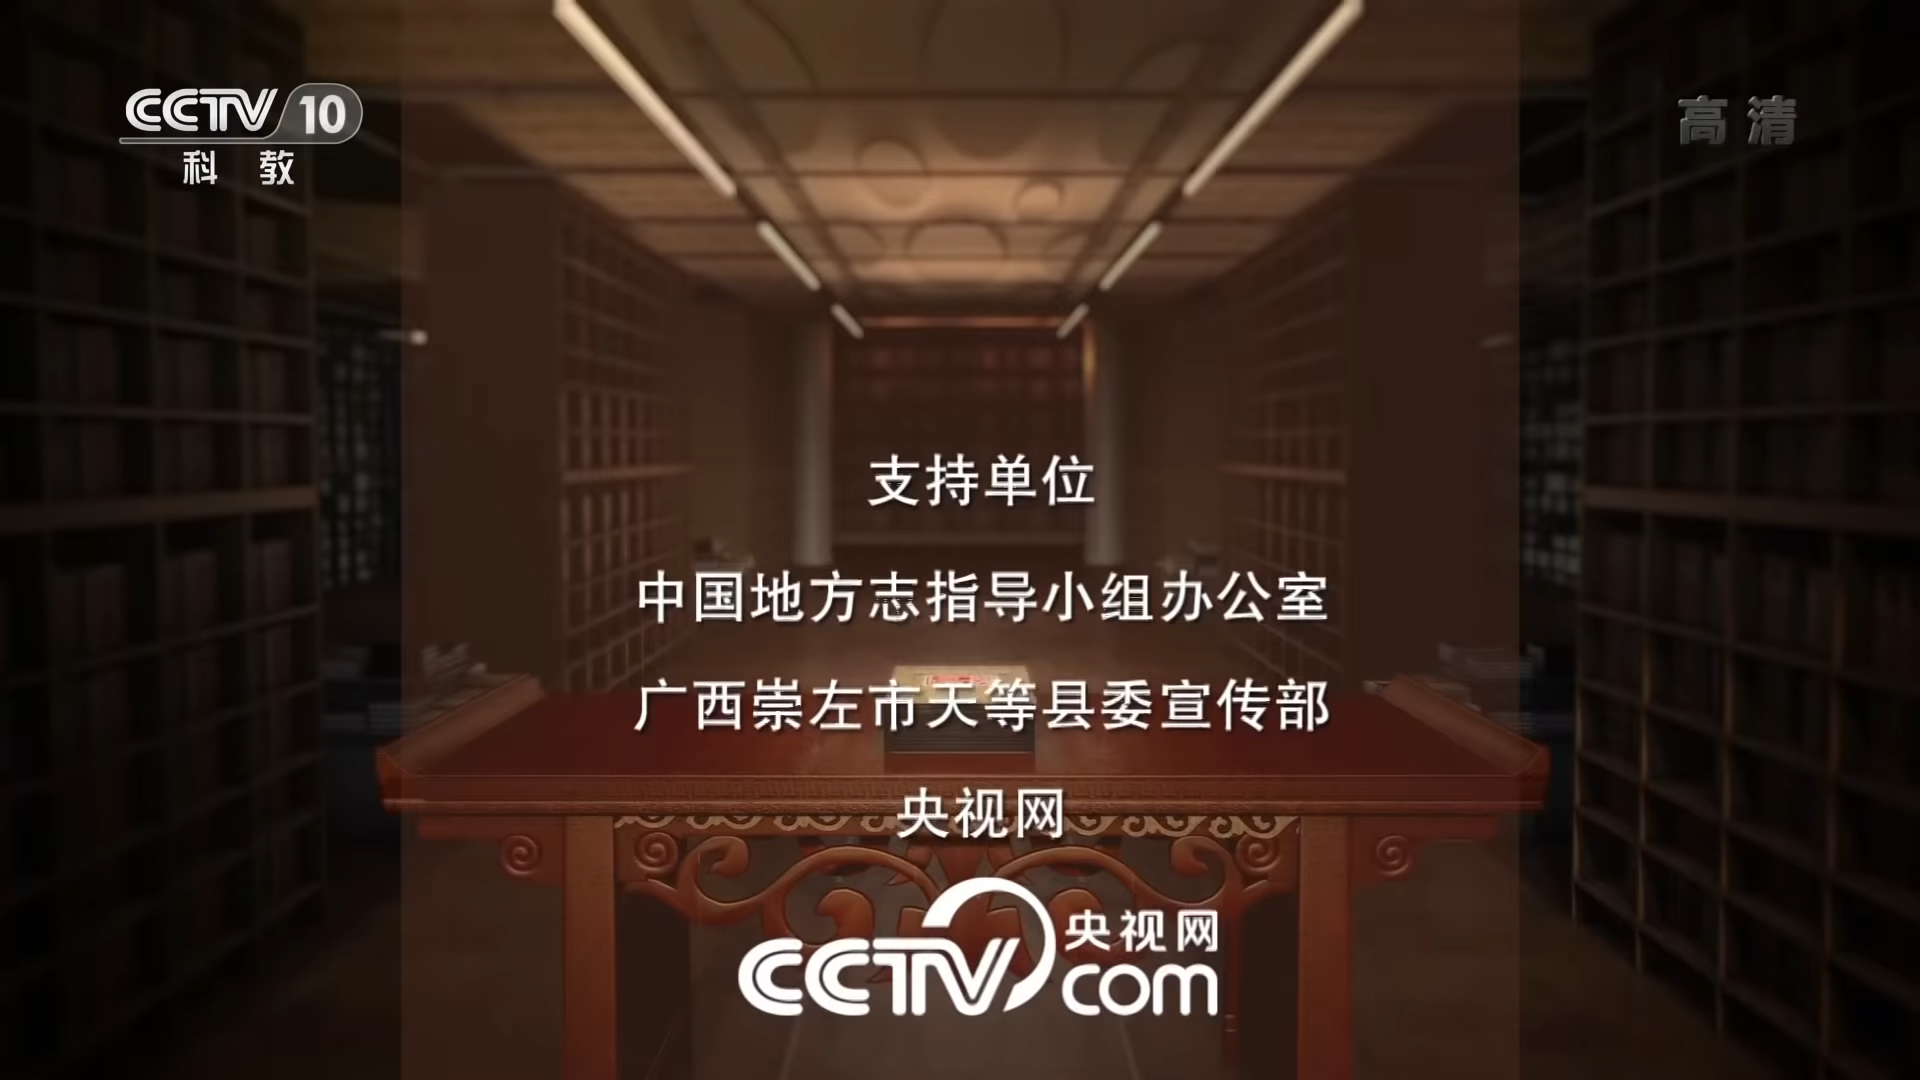 CCTV 10
科 教
高清
支持单位
中国地方志指导小组办公室
广西崇左市天等县委宣传部
央视网
CCTV 央视网
com